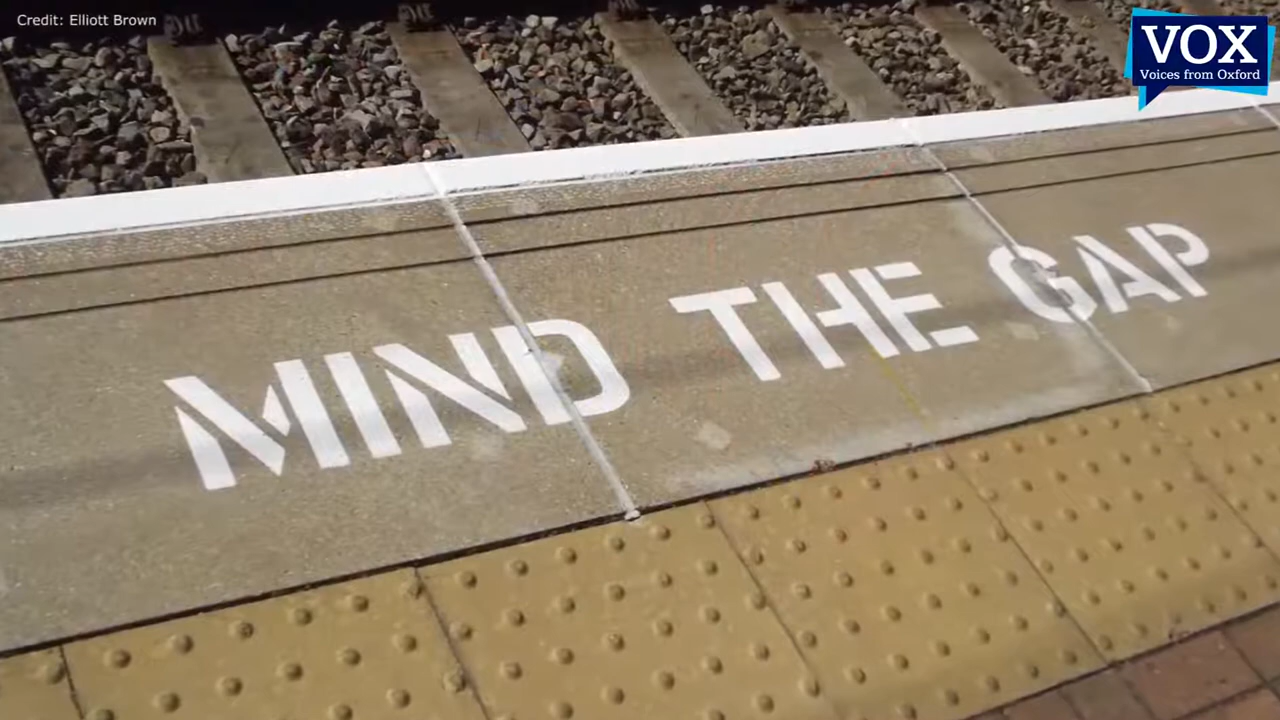 Credit: Elliott Brown
VOX
Voices from Oxford
MIND THE GAP